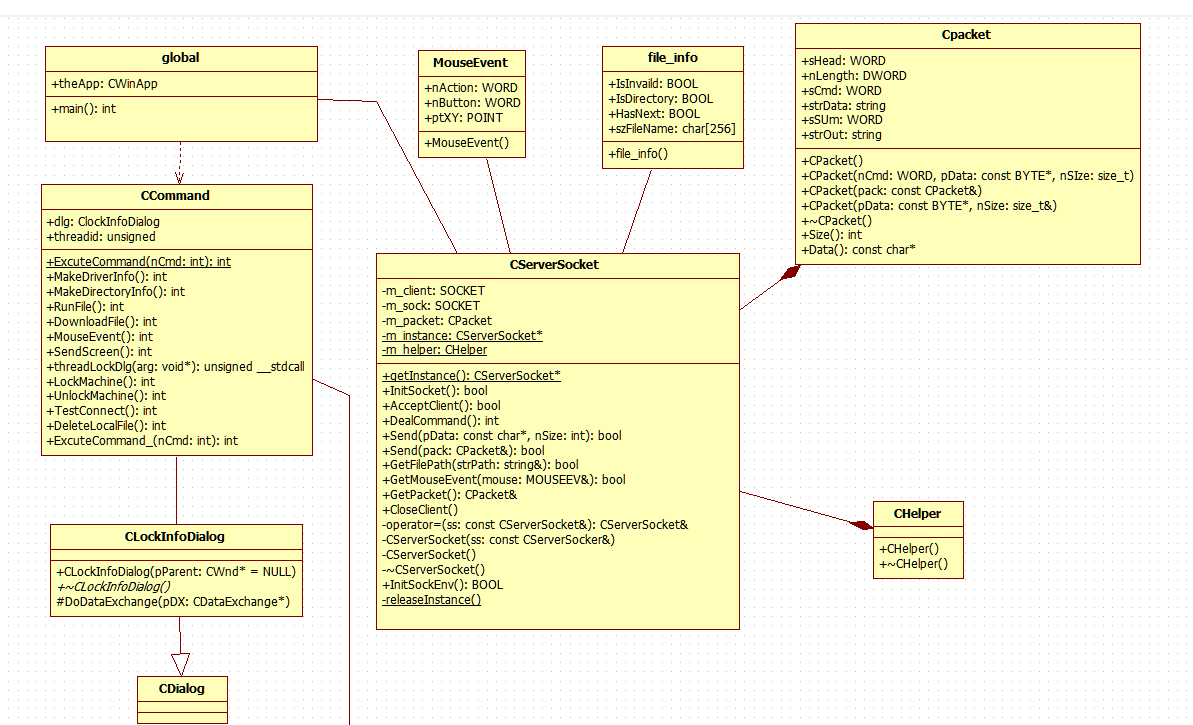 global
+theApp: CWinApp
+main(): int
MouseEvent
+nAction: WORD
+nButton: WORD
+ptXY: POINT
+MouseEvent()
file_info
+IsInvaild: BOOL
+IsDirectory: BOOL
+HasNext: BOOL
+szFileName: char[256]
+file_info()
Cpacket
+sHead: WORD
+nLength: DWORD
+sCmd: WORD
+strData: string
+sSUm: WORD
+strOut: string
+CPacket()
+CPacket(nCmd: WORD, pData: const BYTE*, nSIze: size_t)
+CPacket(pack: const CPacket&)
+CPacket(pData: const BYTE*, nSize: size_t&)
+~CPacket()
+Size(): int
+Data(): const char*
CCommand
+dlg: ClockInfoDialog
+threadid: unsigned
+ExcuteCommand(nCmd: int): int
+MakeDriverInfo(): int
+MakeDirectoryInfo(): int
+RunFile(): int
+DownloadFile(): int
+MouseEvent(): int
+SendScreen(): int
+threadLockDlg(arg: void*): unsigned __stdcall
+LockMachine(): int
+UnlockMachine(): int
+TestConnect(): int
+DeleteLocalFile(): int
+ExcuteCommand_(nCmd: int): int
CServerSocket
-m_client: SOCKET
-m_sock: SOCKET
-m_packet: CPacket
-m_instance: CServerSocket*
-m_helper: CHelper
+getInstance(): CServerSocket*
+InitSocket(): bool
+AcceptClient(): bool
+DealCommand(): int
+Send(pData: const char*, nSize: int): bool
+Send(pack: CPacket&): bool
+GetFilePath(strPath: string&): bool
+GetMouseEvent(mouse: MOUSEEV&): bool
+GetPacket(): CPacket&
+CloseClient()
-operator=(ss: const CServerSocket&): CServerSocket&
-CServerSocket(ss: const CServerSocker&)
-CServerSocket()
-~CServerSocket()
+InitSockEnv(): BOOL
-releaseInstance()
CHelper
+CHelper()
+~CHelper()
CLockInfoDialog
+CLockInfoDialog(pParent: CWnd* = NULL)
+~CLockInfoDialog()
#DoDataExchange(pDX: CDataExchange*)
CDialog